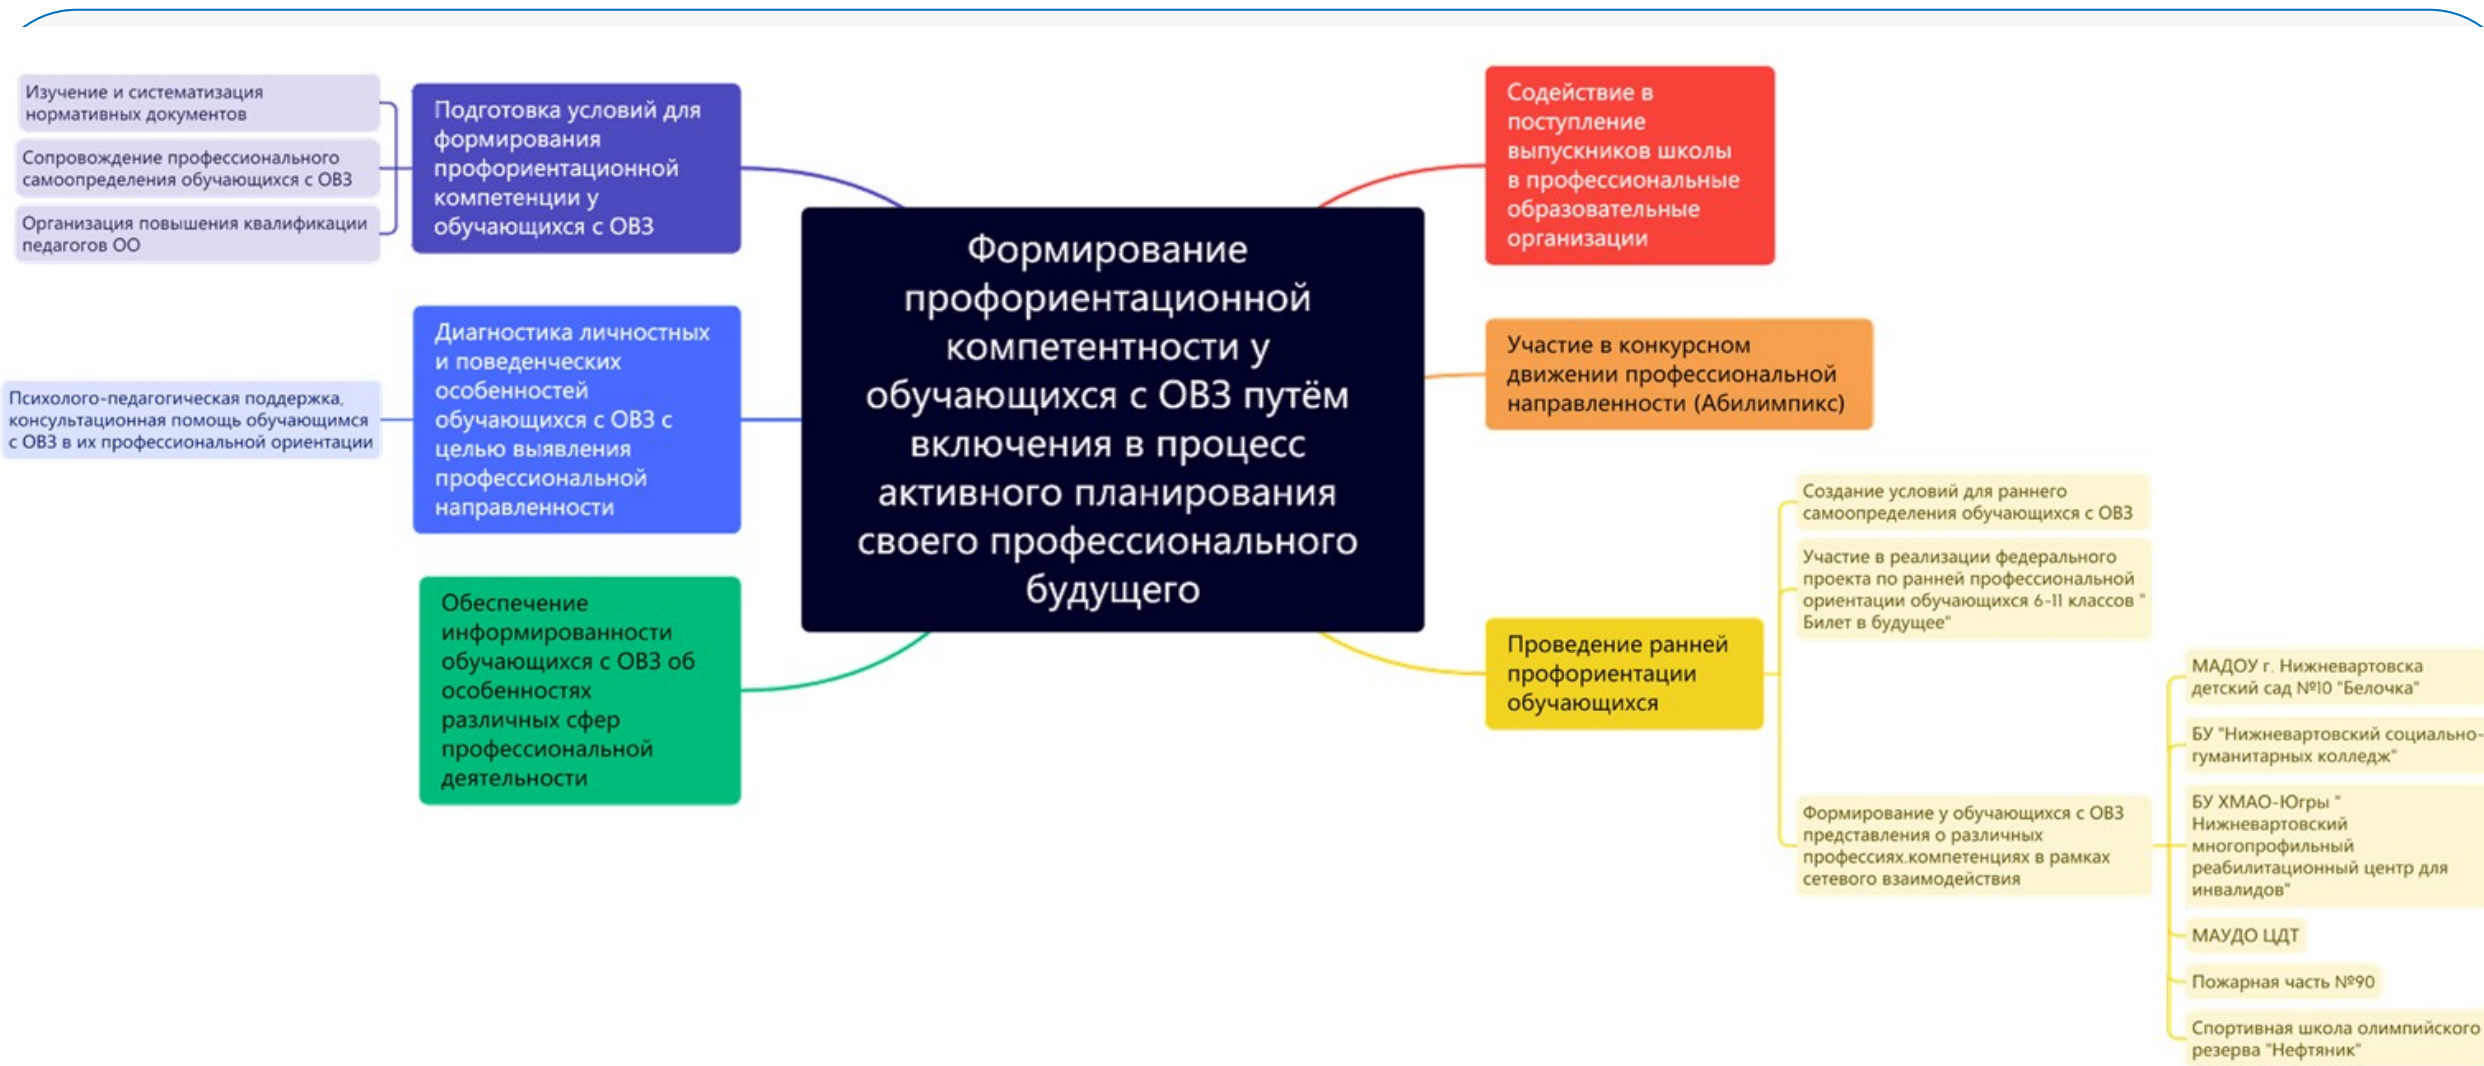 Изучение и систематизация
нормативных документов
Сопровождение профессионального
самоопределения обучающихся с ОВЗ
Организация повышения квалификации
педагогов ОО
Подготовка условий для
формирования
профориентационной
компетенции у
обучающихся с ОВЗ
Психолого-педагогическая поддержка,
консультационная помощь обучающимся
с ОВЗ в их профессиональной ориентации
Диагностика личностных
и поведенческих
особенностей
обучающихся с ОВЗ с
целью выявления
профессиональной
направленности
Обеспечение
информированности
обучающихся с ОВЗ об
особенностях
различных сфер
профессиональной
деятельности
Формирование
профориентационной
компетентности у
обучающихся с ОВЗ путём
включения в процесс
активного планирования
своего профессионального
будущего
Содействие в
поступление
выпускников школы
в профессиональные
образовательные
организации
Участие в конкурсном
движении профессиональной
направленности (Абилимпикс)
Проведение ранней
профориентации
обучающихся
Создание условий для раннего
самоопределения обучающихся с ОВЗ
Участие в реализации федерального
проекта по ранней профессиональной
ориентации обучающихся 6-11 классов "
Билет в будущее"
Формирование у обучающихся с ОВЗ
представления о различных
профессиях.компетенциях в рамках
сетевого взаимодействия
МАДОУ г. Нижневартовска
детский сад №10 "Белочка"
БУ "Нижневартовский социально-
гуманитарных колледж"
БУ ХМАО-Югры "
Нижневартовский
многопрофильный
реабилитационный центр для
инвалидов"
МАУДО ЦДТ
Пожарная часть №90
Спортивная школа олимпийского
резерва "Нефтяник"